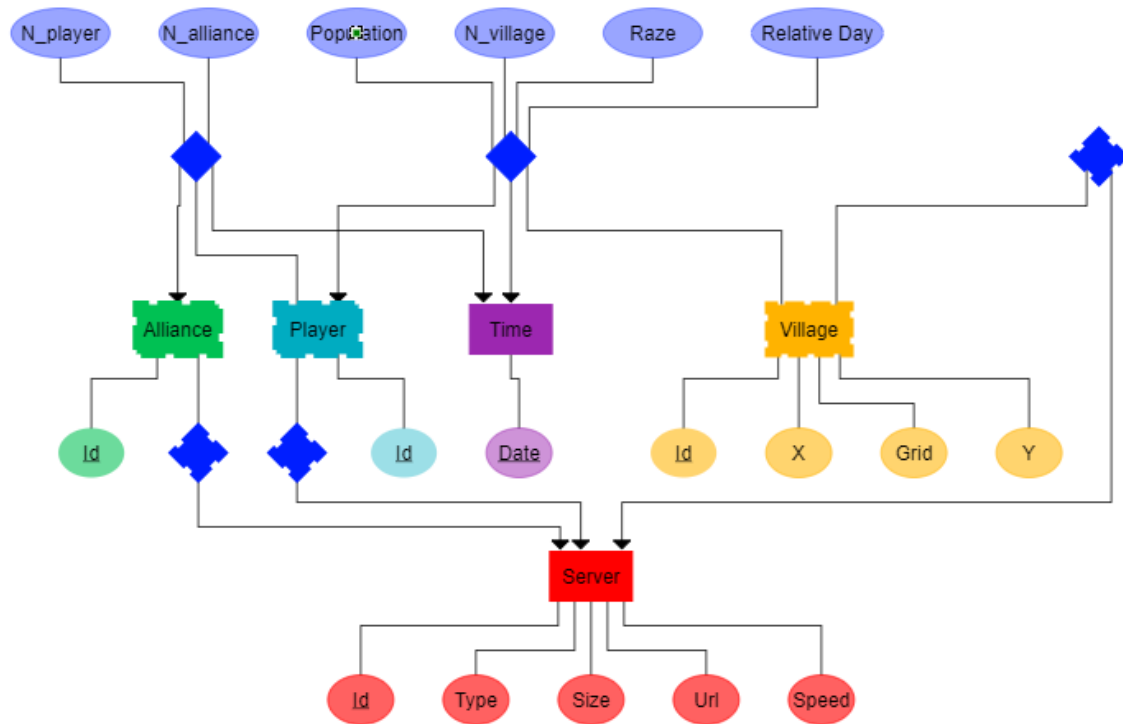 N_player
N_alliance
Population
N_village
Raze
Relative Day
Alliance
Player
Time
Village
Id
Id
Date
Id
X
Grid
Y
Server
Id
Type
Size
Url
Speed